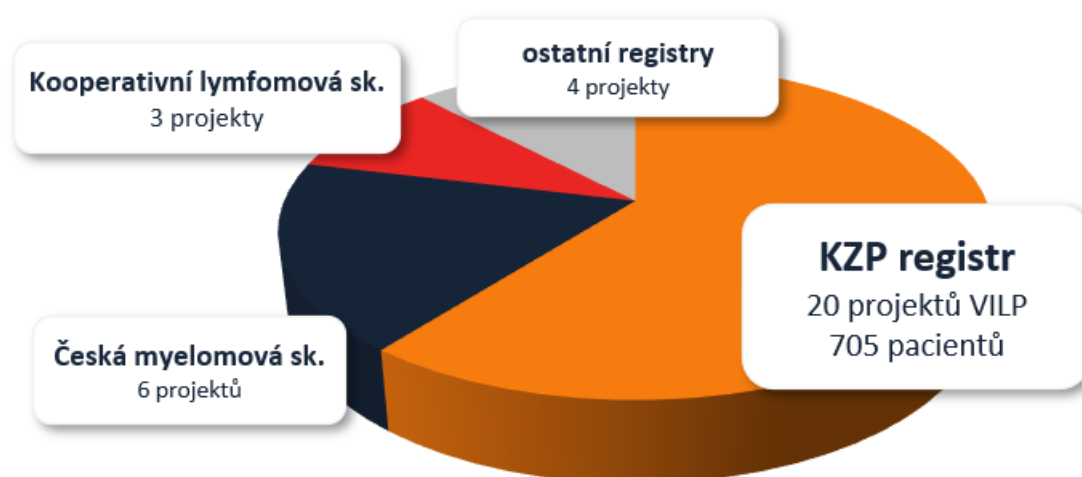 ostatní registry
4 projekty
Kooperativní lymfomová sk.
3 projekty
KZP registr
20 projektů VILP
705 pacientů
Česká myelomová sk.
6 projektů